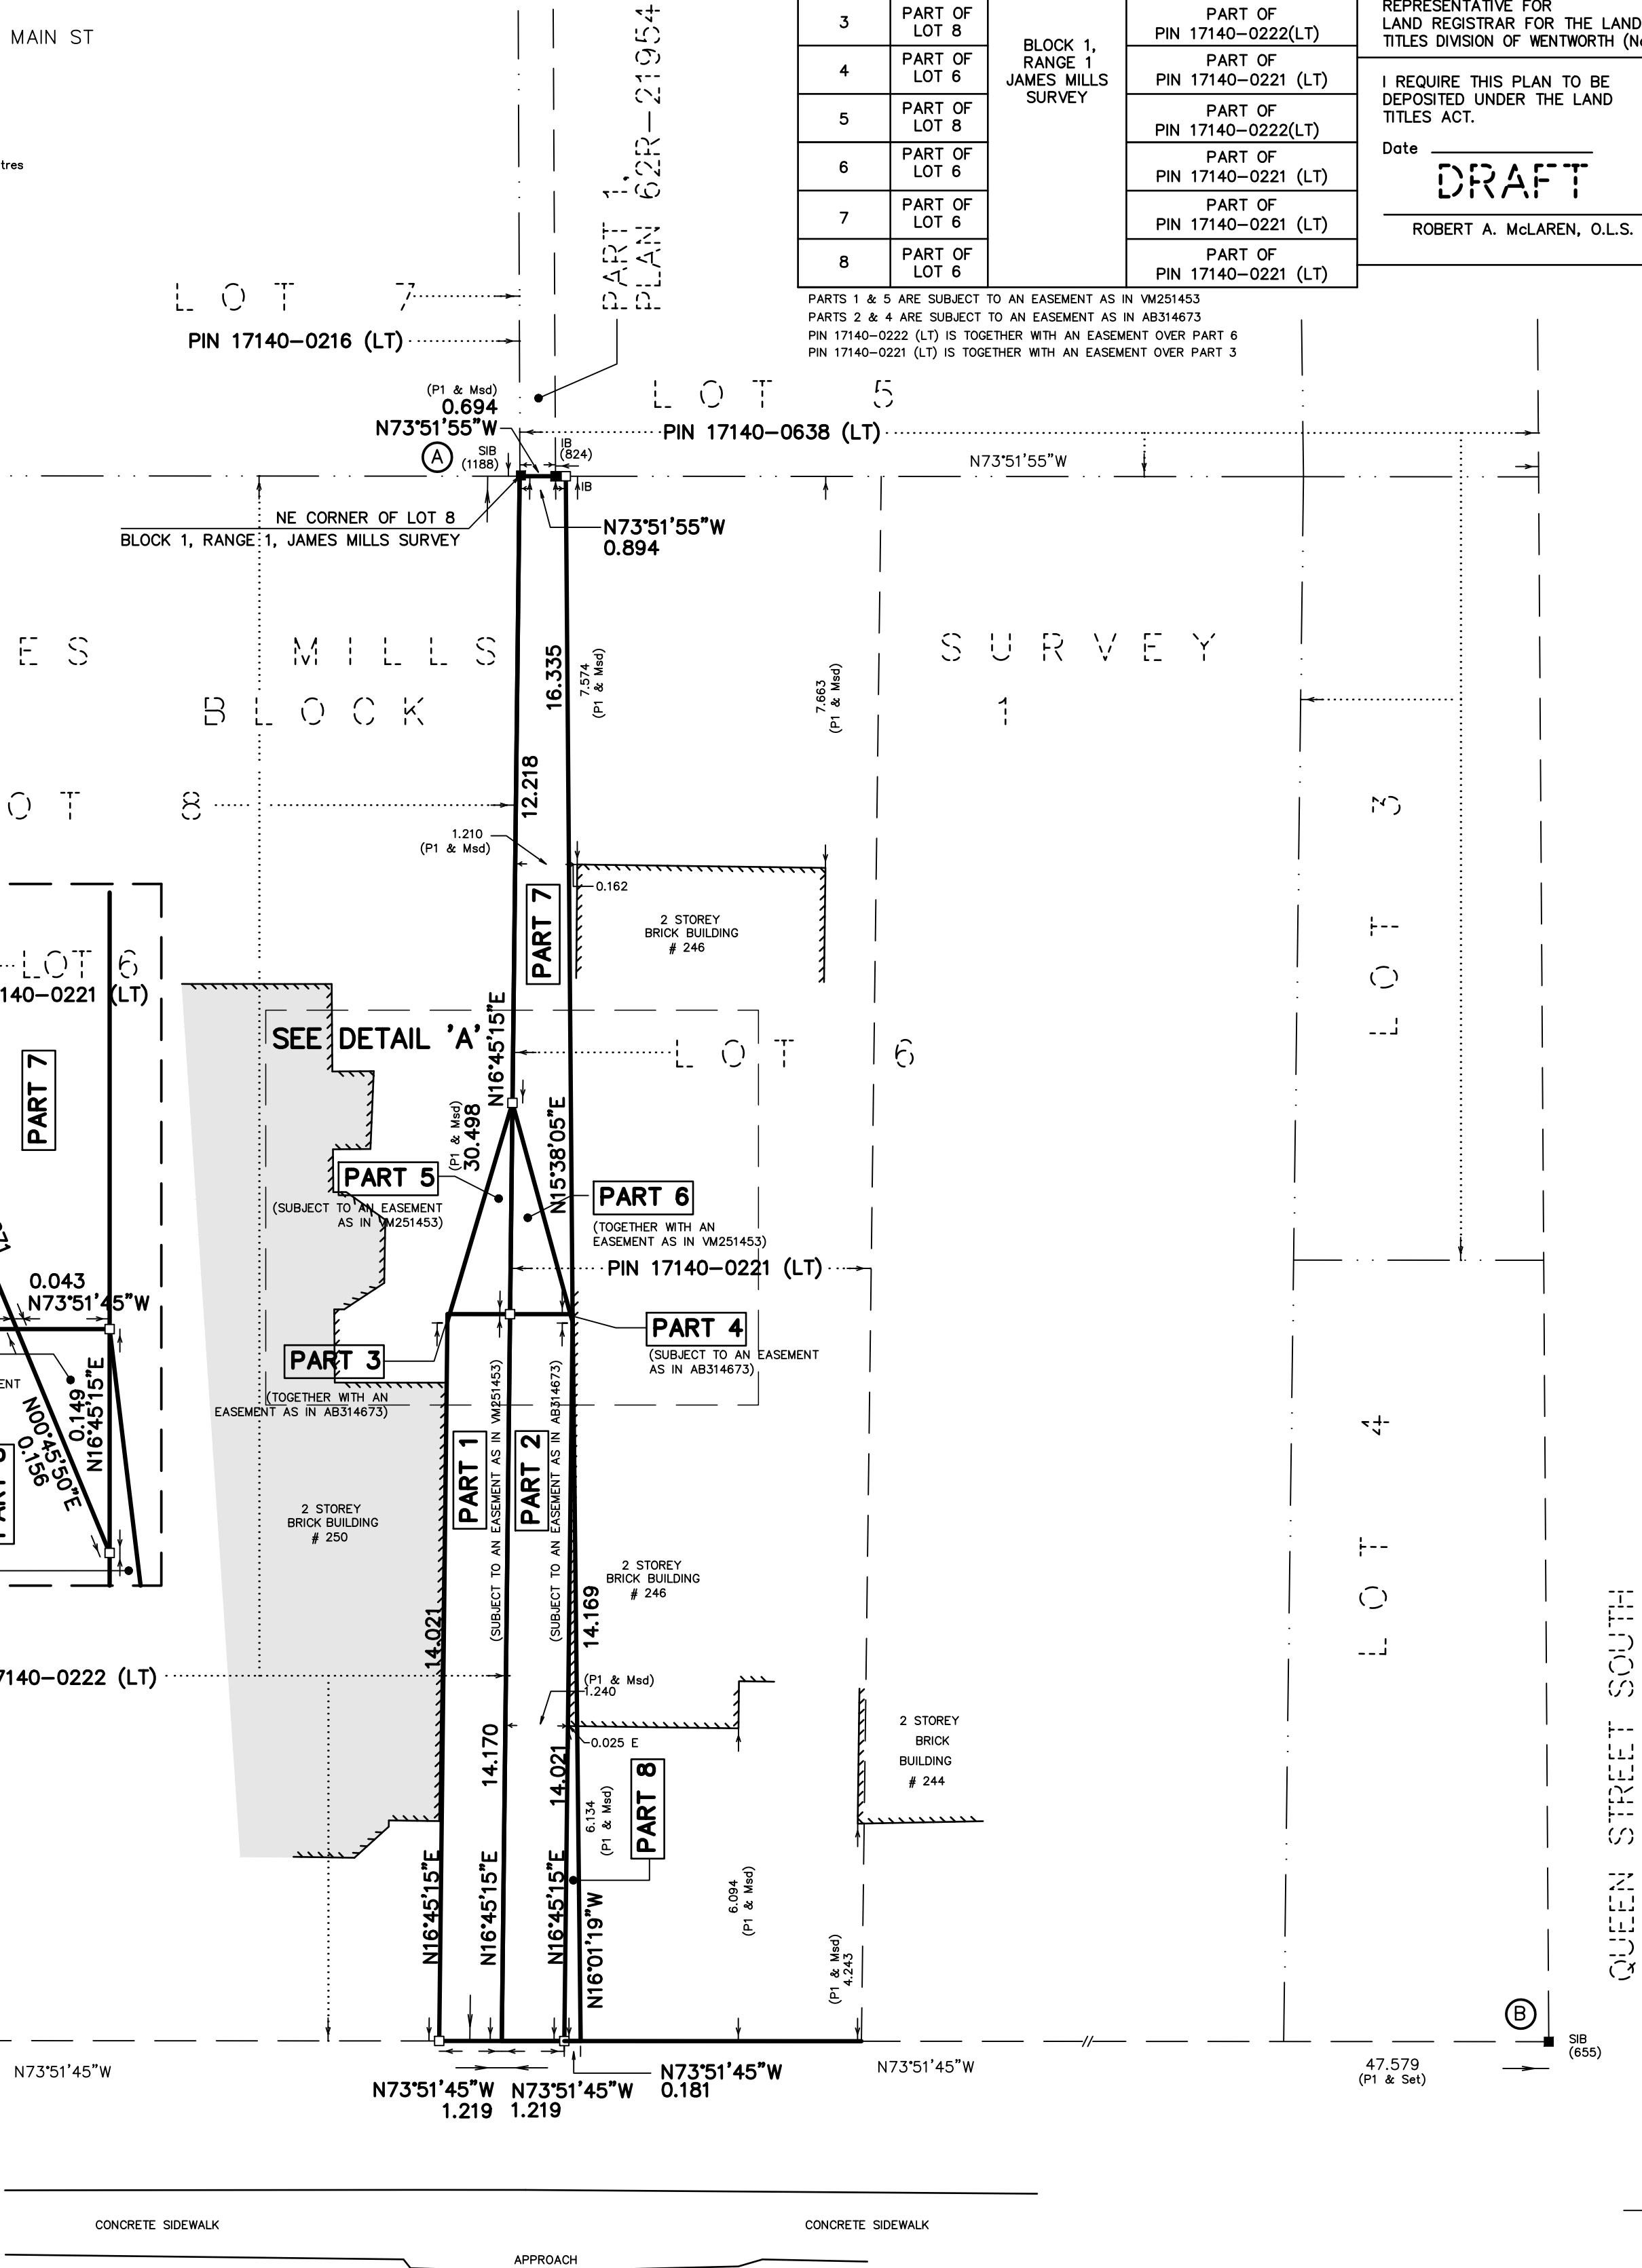 MAIN ST
tres
PART 1,
PLAN 62R-21954
3
PART OF
LOT 8
BLOCK 1,
RANGE 1
JAMES MILLS
SURVEY
PART OF
PIN 17140-0222(LT)
4
PART OF
LOT 6
PART OF
PIN 17140-0221 (LT)
5
PART OF
LOT 8
PART OF
PIN 17140-0222(LT)
6
PART OF
LOT 6
PART OF
PIN 17140-0221 (LT)
7
PART OF
LOT 6
PART OF
PIN 17140-0221 (LT)
8
PART OF
LOT 6
PART OF
PIN 17140-0221 (LT)
REPRESENTATIVE FOR
LAND REGISTRAR FOR THE LAND
TITLES DIVISION OF WENTWORTH
I REQUIRE THIS PLAN TO BE
DEPOSITED UNDER THE LAND
TITLES ACT.
Date
DRAFT
ROBERT A. McLAREN, O.L.S.
PARTS 1 & 5 ARE SUBJECT TO AN EASEMENT AS IN VM251453
PARTS 2 & 4 ARE SUBJECT TO AN EASEMENT AS IN AB314673
PIN 17140-0222 (LT) IS TOGETHER WITH AN EASEMENT OVER PART 6
PIN 17140-0221 (LT) IS TOGETHER WITH AN EASEMENT OVER PART 3
LOT 7
PIN 17140-0216 (LT)
(P1 & Msd)
0.694
N73°51'55"W
LOT 5
PIN 17140-0638 (LT)
A
SIB
(1188)
IB
(824)
N73°51'55"W
IB
NE CORNER OF LOT 8
BLOCK 1, RANGE 1, JAMES MILLS SURVEY
N73°51'55"W
0.894
ES MILLS SURVEY
BLOCK 1
16.335
7.574
(P1 & Msd)
7.663
(P1 & Msd)
12.218
OT 8
LOT 3
1.210
(P1 & Msd)
0.162
PART 7
2 STOREY
BRICK BUILDING
# 246
LOT 6
140-0221 (LT)
PART 7
SEE DETAIL 'A'
N16°45'15"E
LOT 6
(P1 & Msd)
30.498
N15°38'05"E
PART 5
(SUBJECT TO AN EASEMENT
AS IN VM251453)
PART 6
(TOGETHER WITH AN
EASEMENT AS IN VM251453)
PIN 17140-0221 (LT)
0.043
N73°51'45"W
PART 3
(TOGETHER WITH AN
EASEMENT AS IN AB314673)
PART 4
(SUBJECT TO AN EASEMENT
AS IN AB314673)
ENT
0.149
N16°45'15"E
N00°45'50"E
0.156
LOT 4
PART 1
(SUBJECT TO AN EASEMENT AS IN VM251453)
PART 2
(SUBJECT TO AN EASEMENT AS IN AB314673)
2 STOREY
BRICK BUILDING
# 250
2 STOREY
BRICK BUILDING
# 246
14.021
14.169
7140-0222 (LT)
(P1 & Msd)
1.240
0.025 E
14.170
14.021
6.134
(P1 & Msd)
PART 8
2 STOREY
BRICK
BUILDING
# 244
QUEEN STREET SOUTH
N16°45'15"E
N16°45'15"E
N16°45'15"E
N16°01'19"W
6.094
(P1 & Msd)
(P1 & Msd)
4.243
B
SIB
(655)
N73°51'45"W
N73°51'45"W
1.219
N73°51'45"W
1.219
N73°51'45"W
0.181
N73°51'45"W
47.579
(P1 & Set)
CONCRETE SIDEWALK
CONCRETE SIDEWALK
APPROACH